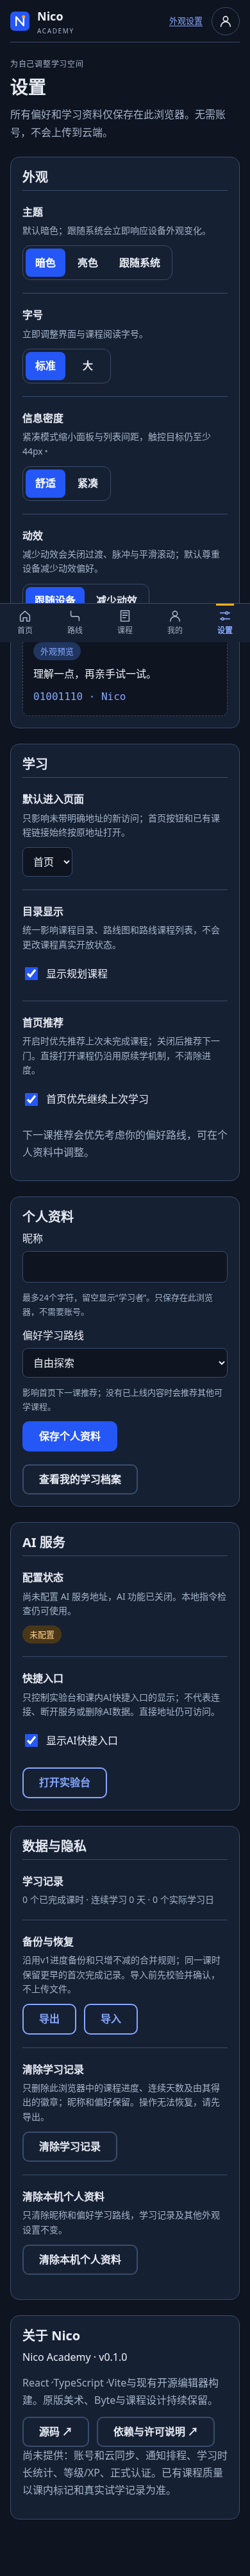 Nico
ACADEMY
外观设置
为自己调整学习空间
设置
所有偏好和学习资料仅保存在此浏览器。无需账
号，不会上传到云端。
外观
主题
默认暗色；跟随系统会立即响应设备外观变化。
暗色 亮色 跟随系统
字号
立即调整界面与课程阅读字号。
标准 大
信息密度
紧凑模式缩小面板与列表间距，触控目标仍至少
44px。
舒适 紧凑
动效
减少动效会关闭过渡、脉冲与平滑滚动；默认尊重
设备减少动效偏好。
跟随设备 减少动效
首页 路线 课程 我的 设置
外观预览
理解一点，再亲手试一试。
01001110 · Nico
学习
默认进入页面
只影响未带明确地址的新访问；首页按钮和已有课
程链接始终按原地址打开。
首页
目录显示
统一影响课程目录、路线图和路线课程列表，不会
更改课程真实开放状态。
显示规划课程
首页推荐
开启时优先推荐上次未完成课程；关闭后推荐下一
门。直接打开课程仍沿用原续学机制，不清除进
度。
首页优先继续上次学习
下一课推荐会优先考虑你的偏好路线，可在个
人资料中调整。
个人资料
昵称
最多24个字符，留空显示“学习者”。只保存在此浏览
器，不需要账号。
偏好学习路线
自由探索
影响首页下一课推荐；没有已上线内容时会推荐其他可
学课程。
保存个人资料
查看我的学习档案
AI 服务
配置状态
尚未配置 AI 服务地址，AI 功能已关闭。本地指令检
查仍可使用。
未配置
快捷入口
只控制实验台和课内AI快捷入口的显示；不代表连
接、断开服务或删除AI数据。直接地址仍可访问。
显示AI快捷入口
打开实验台
数据与隐私
学习记录
0 个已完成课时 · 连续学习 0 天 · 0 个实际学习日
备份与恢复
沿用v1进度备份和只增不减的合并规则；同一课时
保留更早的首次完成记录。导入前先校验并确认，
不上传文件。
导出 导入
清除学习记录
只删除此浏览器中的课程进度、连续天数及由其得
出的徽章；昵称和偏好保留。操作无法恢复，请先
导出。
清除学习记录
清除本机个人资料
只清除昵称和偏好学习路线，学习记录及其他外观
设置不变。
清除本机个人资料
关于 Nico
Nico Academy · v0.1.0
React ·TypeScript ·Vite与现有开源编辑器构
建。原版美术、Byte与课程设计持续保留。
源码 ↗ 依赖与许可说明 ↗
尚未提供：账号和云同步、通知排程、学习时
长统计、等级/XP、正式认证。已有课程质量
以课内标记和真实试学记录为准。